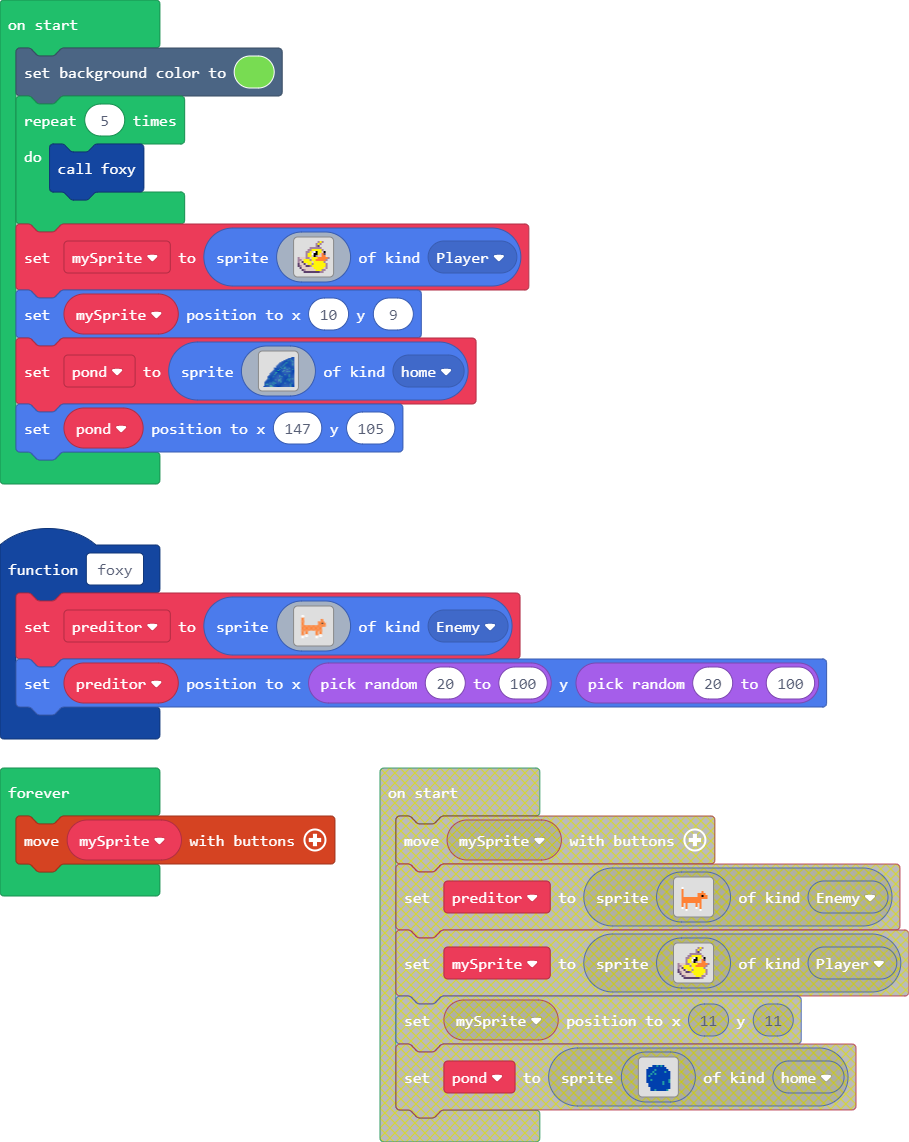 on start
set background color to
repeat 5 times
do call foxy
set mySprite to sprite of kind Player
set mySprite position to x 10 y 9
set pond to sprite of kind home
set pond position to x 147 y 105
function foxy
set preditor to sprite of kind Enemy
set preditor position to x pick random 20 to 100 y pick random 20 to 100
forever
move mySprite with buttons
on start
move mySprite with buttons
set preditor to sprite of kind Enemy
set mySprite to sprite of kind Player
set mySprite position to x 11 y 11
set pond to sprite of kind home